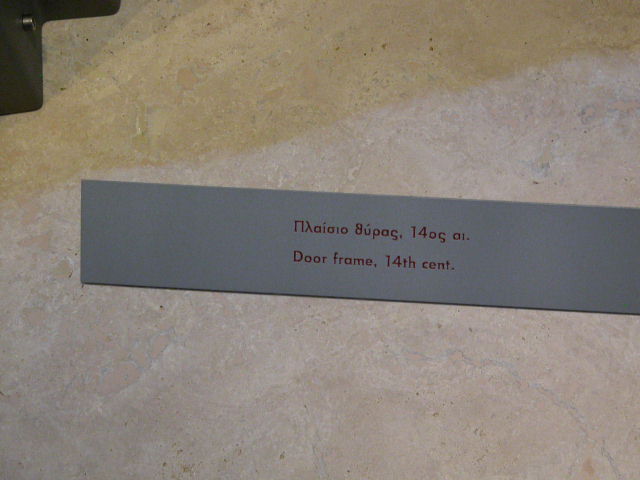 Πλαίσιο θύρας, 14ος αι.
Door frame, 14th cent.